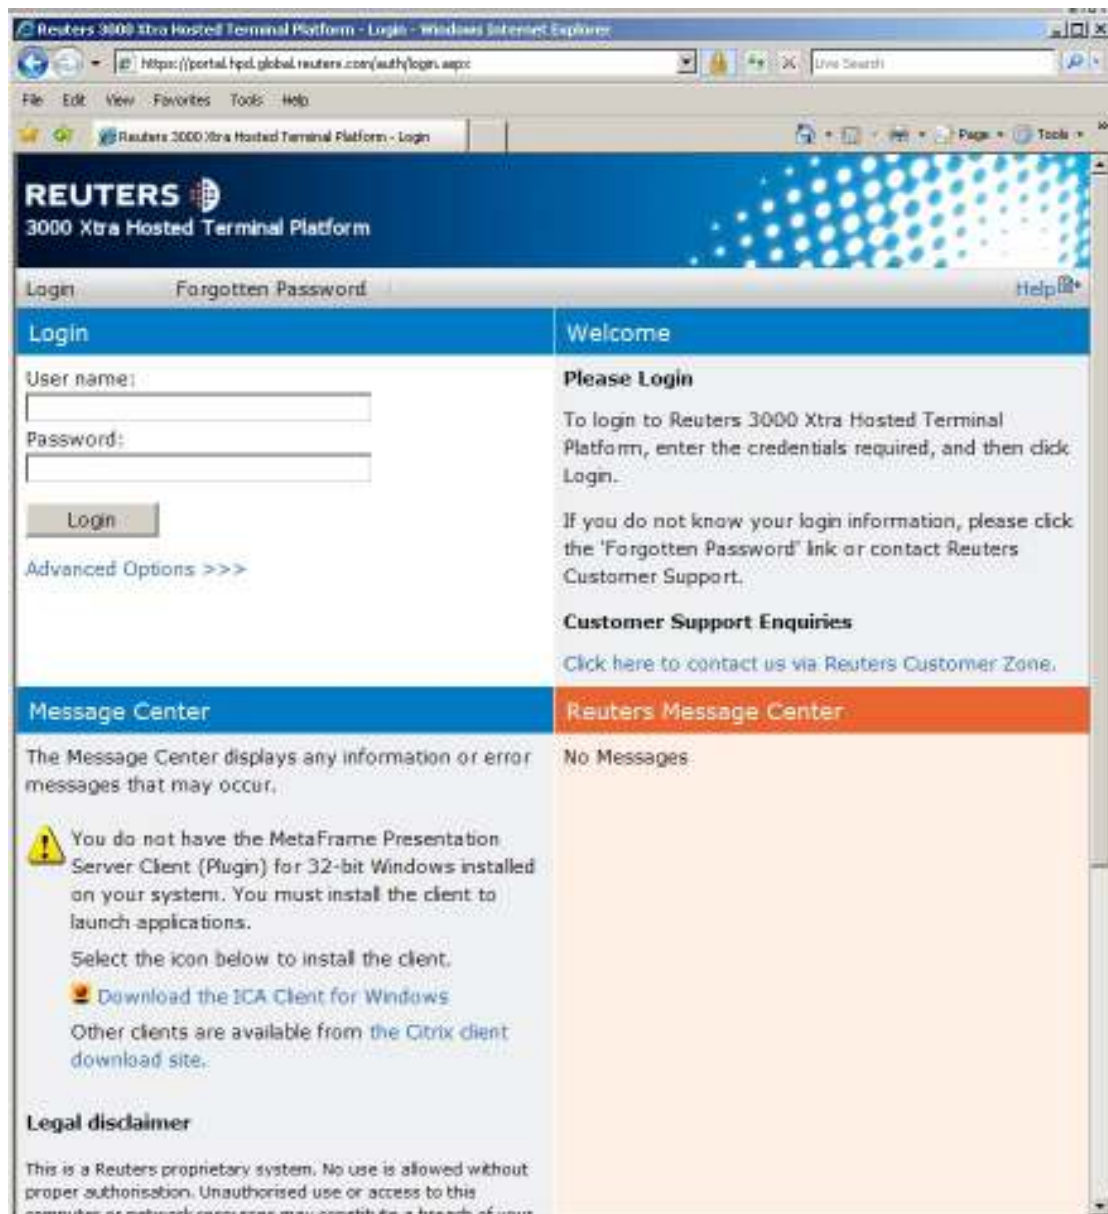 Reuters 3000 Xtra Hosted Terminal Platform - Login - Windows Internet Explorer
https://portal.hpd.global.reuters.com/auth/login.aspx
Live Search
File Edit View Favorites Tools Help
Reuters 3000 Xtra Hosted Terminal Platform - Login
Page Tools
REUTERS
3000 Xtra Hosted Terminal Platform
Login Forgotten Password Help
Login
User name:
Password:
Login
Advanced Options >>>
Welcome
Please Login
To login to Reuters 3000 Xtra Hosted Terminal
Platform, enter the credentials required, and then click
Login.
If you do not know your login information, please click
the 'Forgotten Password' link or contact Reuters
Customer Support.
Customer Support Enquiries
Click here to contact us via Reuters Customer Zone.
Message Center
The Message Center displays any information or error
messages that may occur.
You do not have the MetaFrame Presentation
Server Client (Plugin) for 32-bit Windows installed
on your system. You must install the client to
launch applications.
Select the icon below to install the client.
Download the ICA Client for Windows
Other clients are available from the Citrix client
download site.
Legal disclaimer
This is a Reuters proprietary system. No use is allowed without
proper authorisation. Unauthorised use or access to this
Reuters Message Center
No Messages